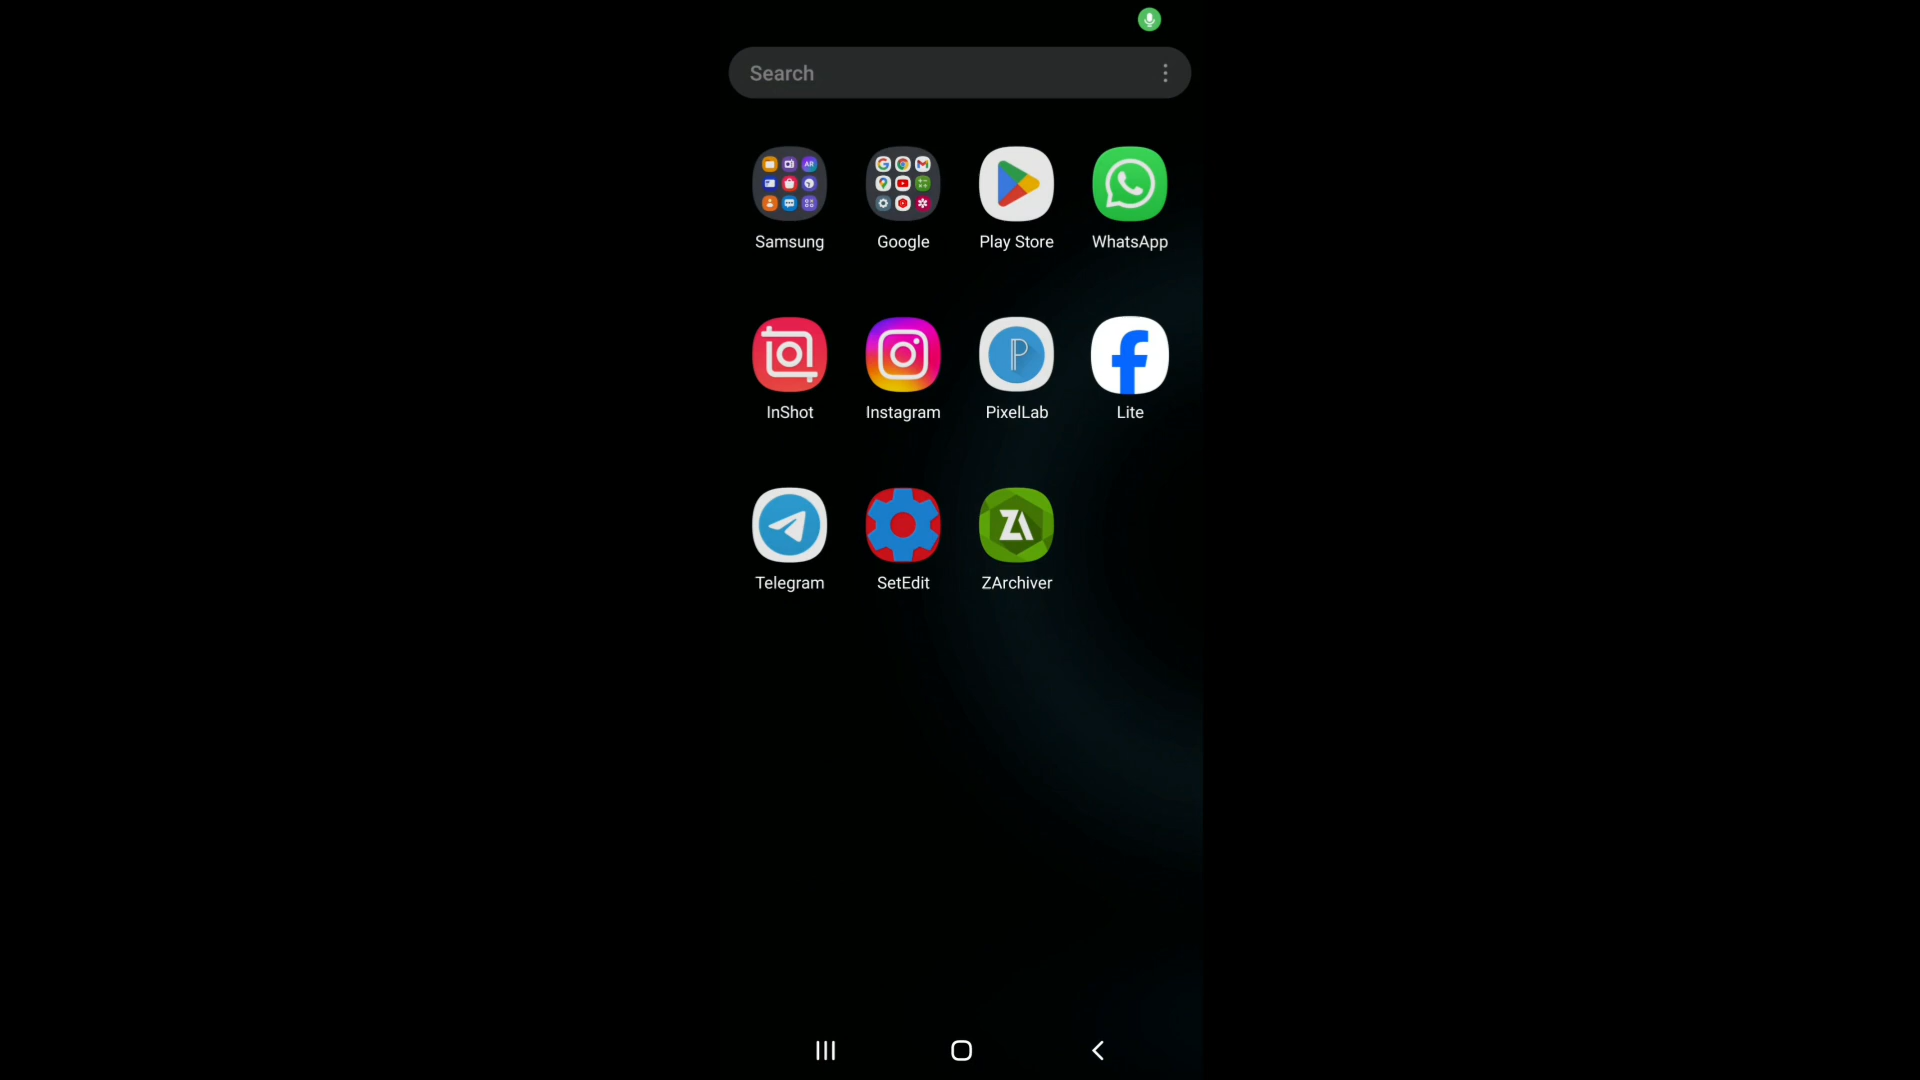 Search
Samsung
Google
Play Store
WhatsApp
InShot
Instagram
PixelLab
Lite
Telegram
SetEdit
ZArchiver